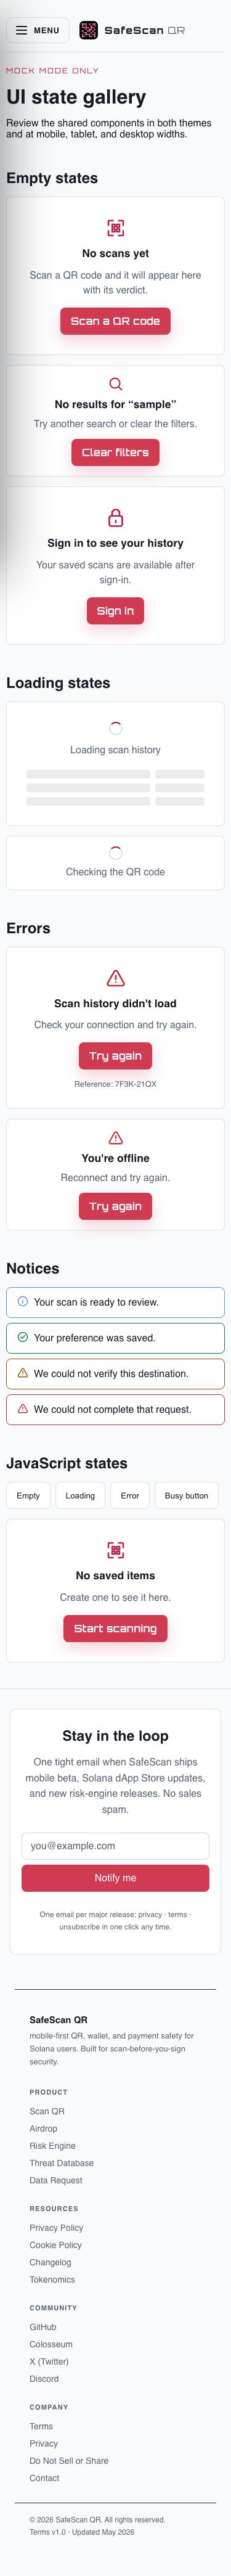 MENU
SafeScan QR
MOCK MODE ONLY
UI state gallery
Review the shared components in both themes
and at mobile, tablet, and desktop widths.
Empty states
No scans yet
Scan a QR code and it will appear here
with its verdict.
Scan a QR code
No results for “sample”
Try another search or clear the filters.
Clear filters
Sign in to see your history
Your saved scans are available after
sign-in.
Sign in
Loading states
Loading scan history
Checking the QR code
Errors
Scan history didn't load
Check your connection and try again.
Try again
Reference: 7F3K-21QX
You're offline
Reconnect and try again.
Try again
Notices
Your scan is ready to review.
Your preference was saved.
We could not verify this destination.
We could not complete that request.
JavaScript states
Empty
Loading
Error
Busy button
No saved items
Create one to see it here.
Start scanning
Stay in the loop
One tight email when SafeScan ships
mobile beta, Solana dApp Store updates,
and new risk-engine releases. No sales
spam.
you@example.com
Notify me
One email per major release; privacy · terms ·
unsubscribe in one click any time.
SafeScan QR
mobile-first QR, wallet, and payment safety for
Solana users. Built for scan-before-you-sign
security.
PRODUCT
Scan QR
Airdrop
Risk Engine
Threat Database
Data Request
RESOURCES
Privacy Policy
Cookie Policy
Changelog
Tokenomics
COMMUNITY
GitHub
Colosseum
X (Twitter)
Discord
COMPANY
Terms
Privacy
Do Not Sell or Share
Contact
© 2026 SafeScan QR. All rights reserved.
Terms v1.0 · Updated May 2026